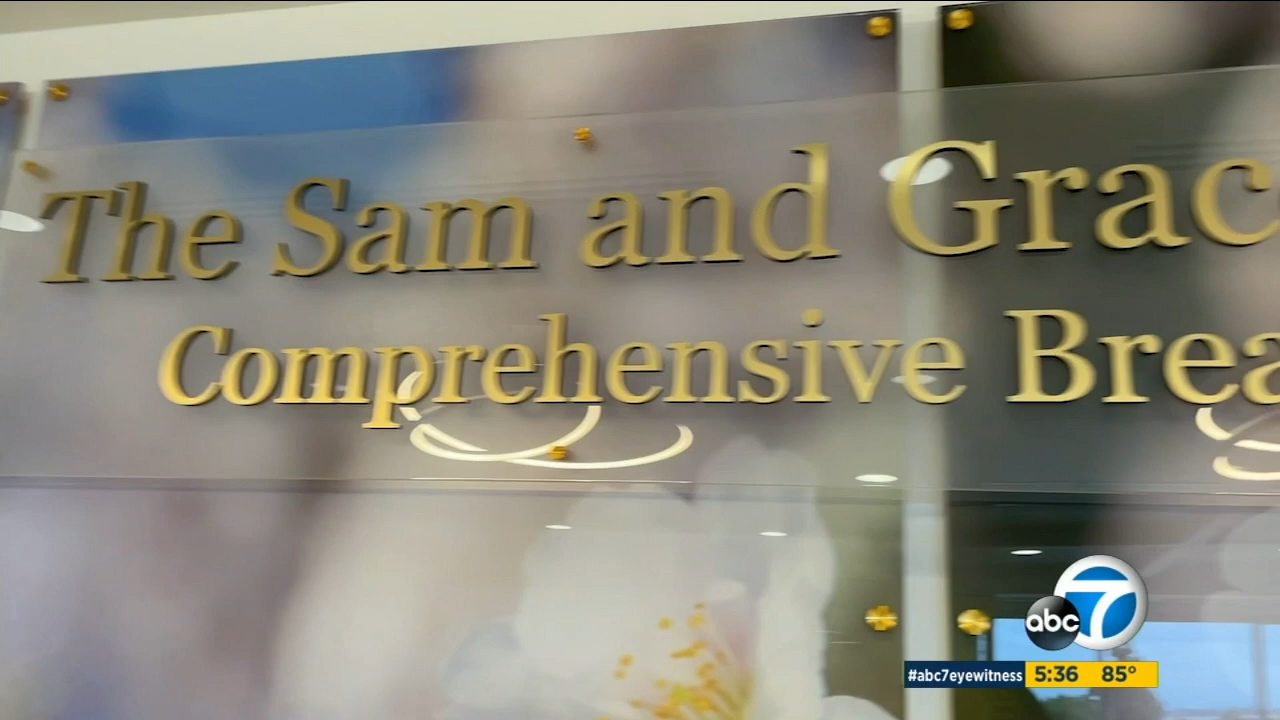 The Sam and Grac
Comprehensive Brea
abc 7
#abc7eyewitness 5:36 85°